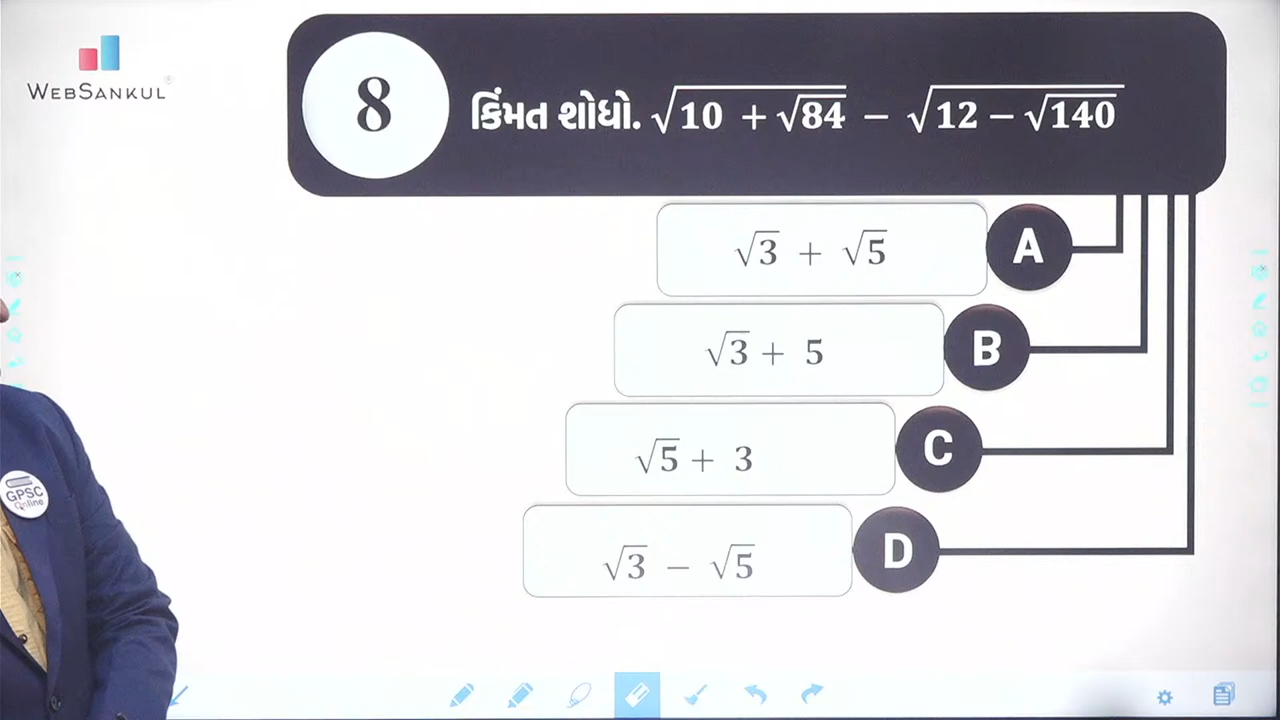 WEBSANKUL
8
કિંમત શોધો. √(10 + √84) − √(12 − √140)
√3 + √5
A
√3 + 5
B
√5 + 3
C
√3 − √5
D
GPSC
Online